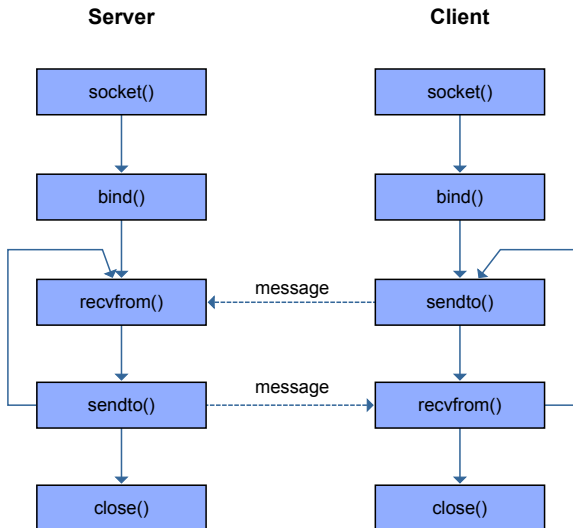 Server
Client
socket()
socket()
bind()
bind()
message
recvfrom()
sendto()
message
sendto()
recvfrom()
close()
close()